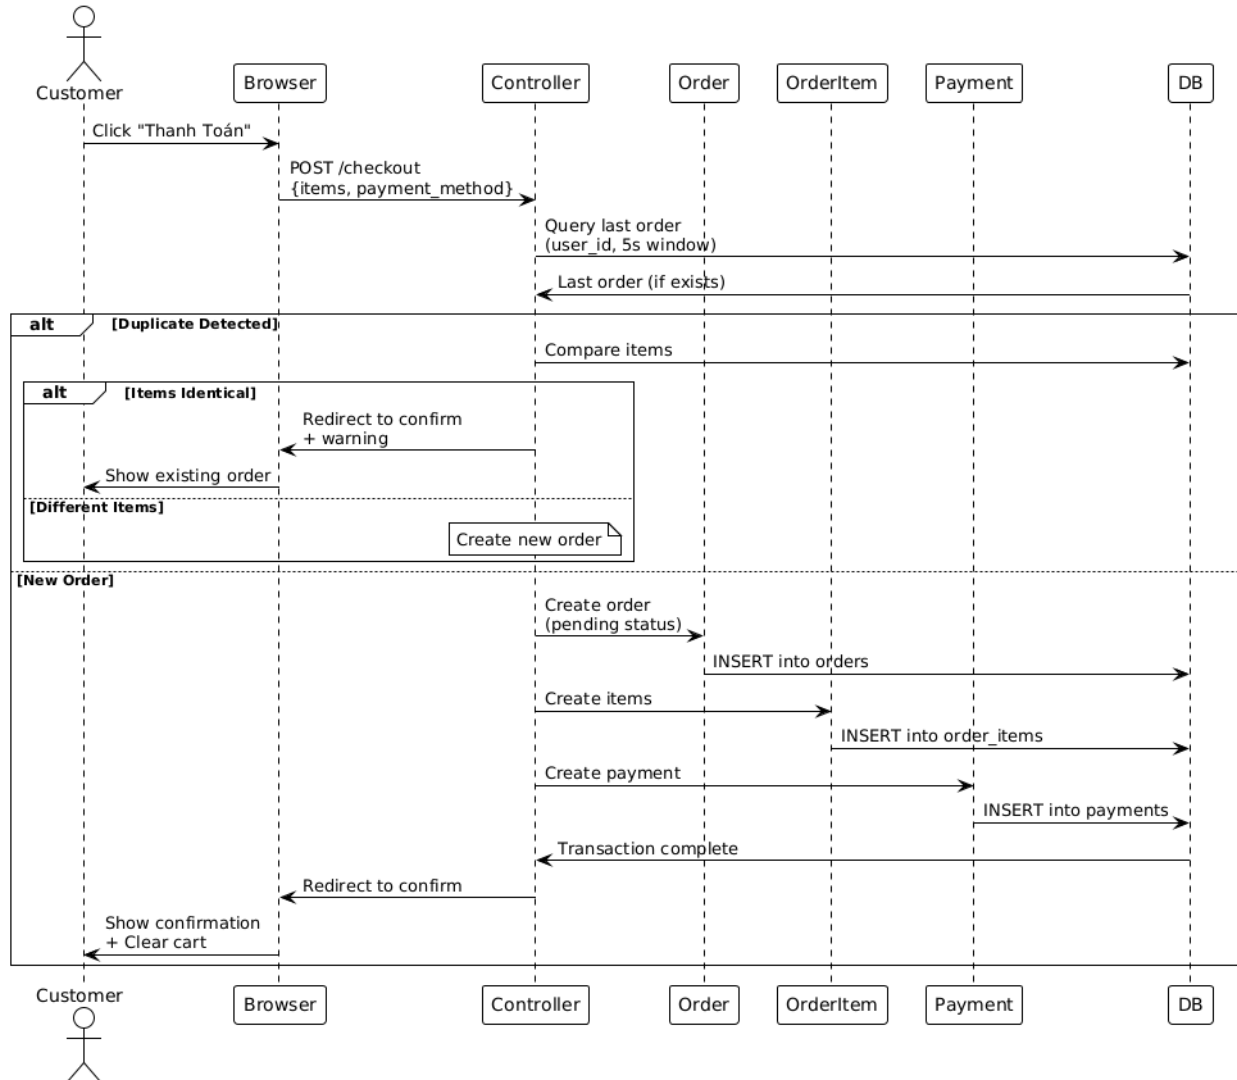 Customer
Browser
Controller
Order
OrderItem
Payment
DB
Click "Thanh Toán"
POST /checkout
{items, payment_method}
Query last order
(user_id, 5s window)
Last order (if exists)
alt
[Duplicate Detected]
Compare items
alt
[Items Identical]
Redirect to confirm
+ warning
Show existing order
[Different Items]
Create new order
[New Order]
Create order
(pending status)
INSERT into orders
Create items
INSERT into order_items
Create payment
INSERT into payments
Transaction complete
Redirect to confirm
Show confirmation
+ Clear cart
Customer
Browser
Controller
Order
OrderItem
Payment
DB